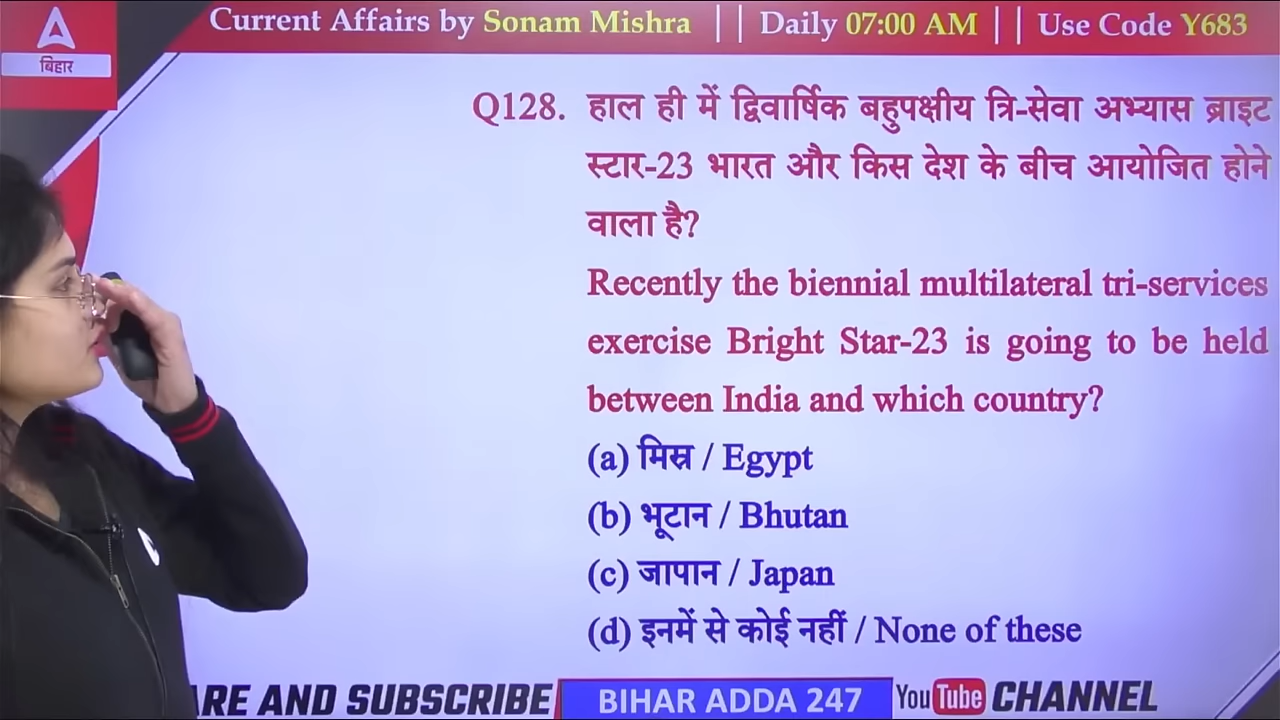 Current Affairs by Sonam Mishra || Daily 07:00 AM || Use Code Y683
A
बिहार
Q128. हाल ही में द्विवार्षिक बहुपक्षीय त्रि-सेवा अभ्यास ब्राइट
स्टार-23 भारत और किस देश के बीच आयोजित होने
वाला है?
Recently the biennial multilateral tri-services
exercise Bright Star-23 is going to be held
between India and which country?
(a) मिस्र / Egypt
(b) भूटान / Bhutan
(c) जापान / Japan
(d) इनमें से कोई नहीं / None of these
ARE AND SUBSCRIBE BIHAR ADDA 247 YouTube CHANNEL